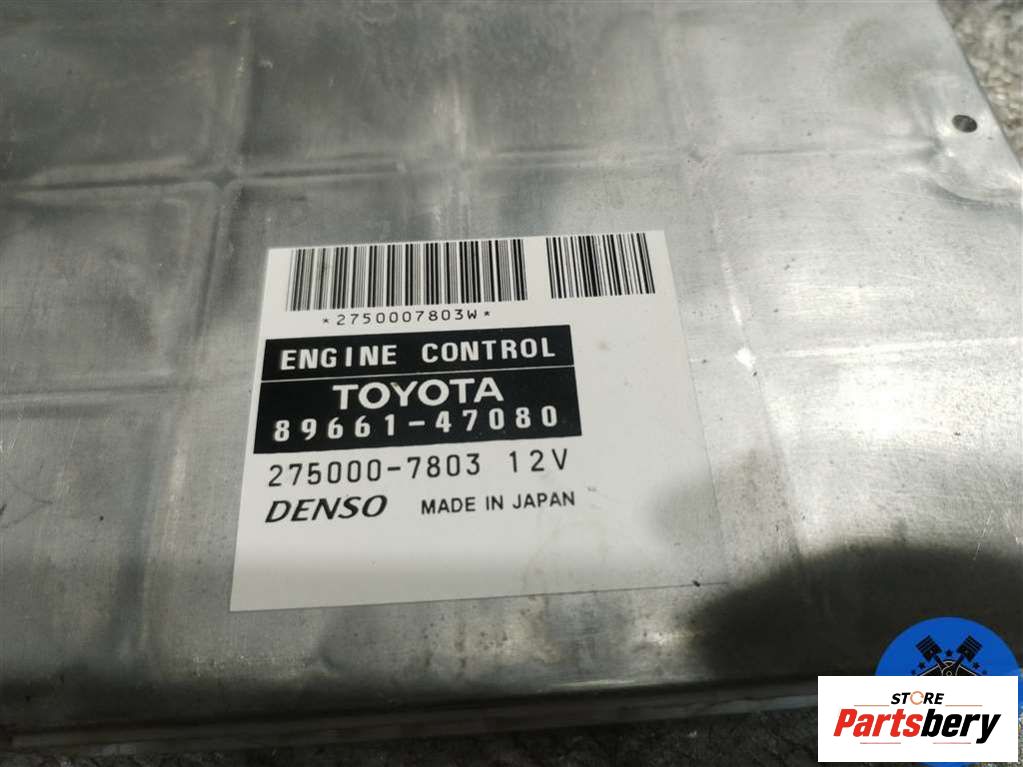 *2750007803W*
ENGINE CONTROL
TOYOTA
89661-47080
275000-7803 12V
DENSO MADE IN JAPAN
STORE
Partsbery